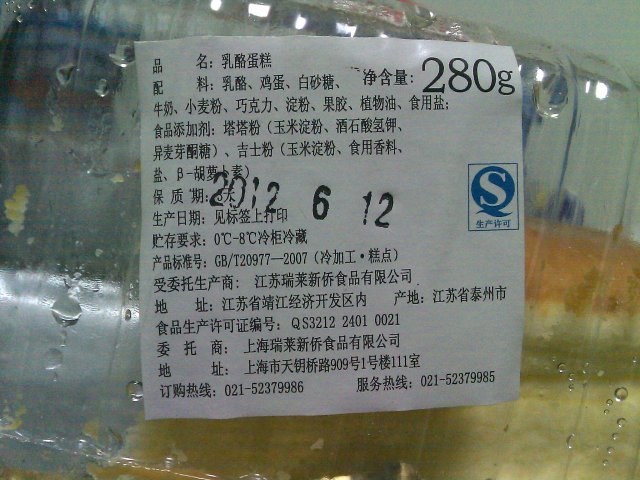 品 名: 乳酪蛋糕
配 料: 乳酪、鸡蛋、白砂糖、 净含量: 280g
牛奶、小麦粉、巧克力、淀粉、果胶、植物油、食用盐;
食品添加剂: 塔塔粉（玉米淀粉、酒石酸氢钾、
异麦芽酮糖）、吉士粉（玉米淀粉、食用香料、
盐、β-胡萝卜素）
保 质 期: 3天
2012 6 12
生产日期: 见标签上打印
贮存要求: 0℃-8℃冷柜冷藏
产品标准号: GB/T20977—2007（冷加工·糕点）
QS
生产许可
受委托生产商: 江苏瑞莱新侨食品有限公司
地 址: 江苏省靖江经济开发区内 产地: 江苏省泰州市
食品生产许可证编号: QS3212 2401 0021
委 托 商: 上海瑞莱新侨食品有限公司
地 址: 上海市天钥桥路909号1号楼111室
订购热线: 021-52379986 服务热线: 021-52379985